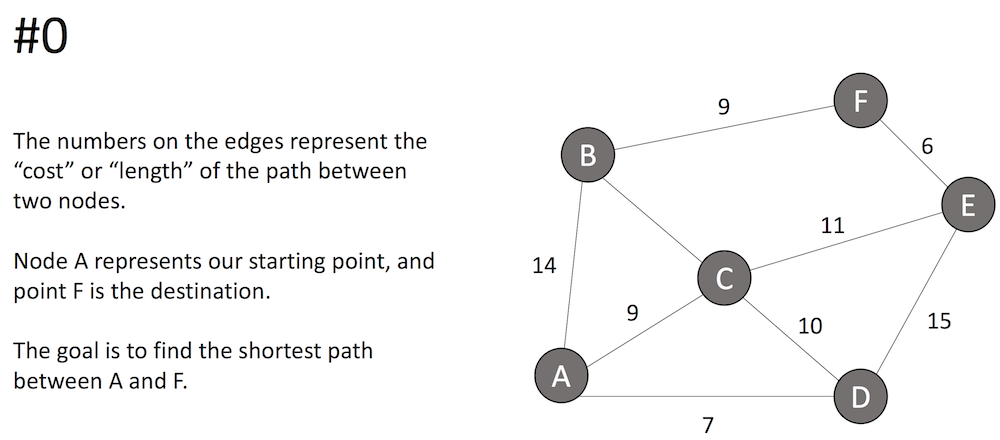 #0
The numbers on the edges represent the
“cost” or “length” of the path between
two nodes.
Node A represents our starting point, and
point F is the destination.
The goal is to find the shortest path
between A and F.
F
9
6
B
E
11
14
C
9
10
15
A
D
7